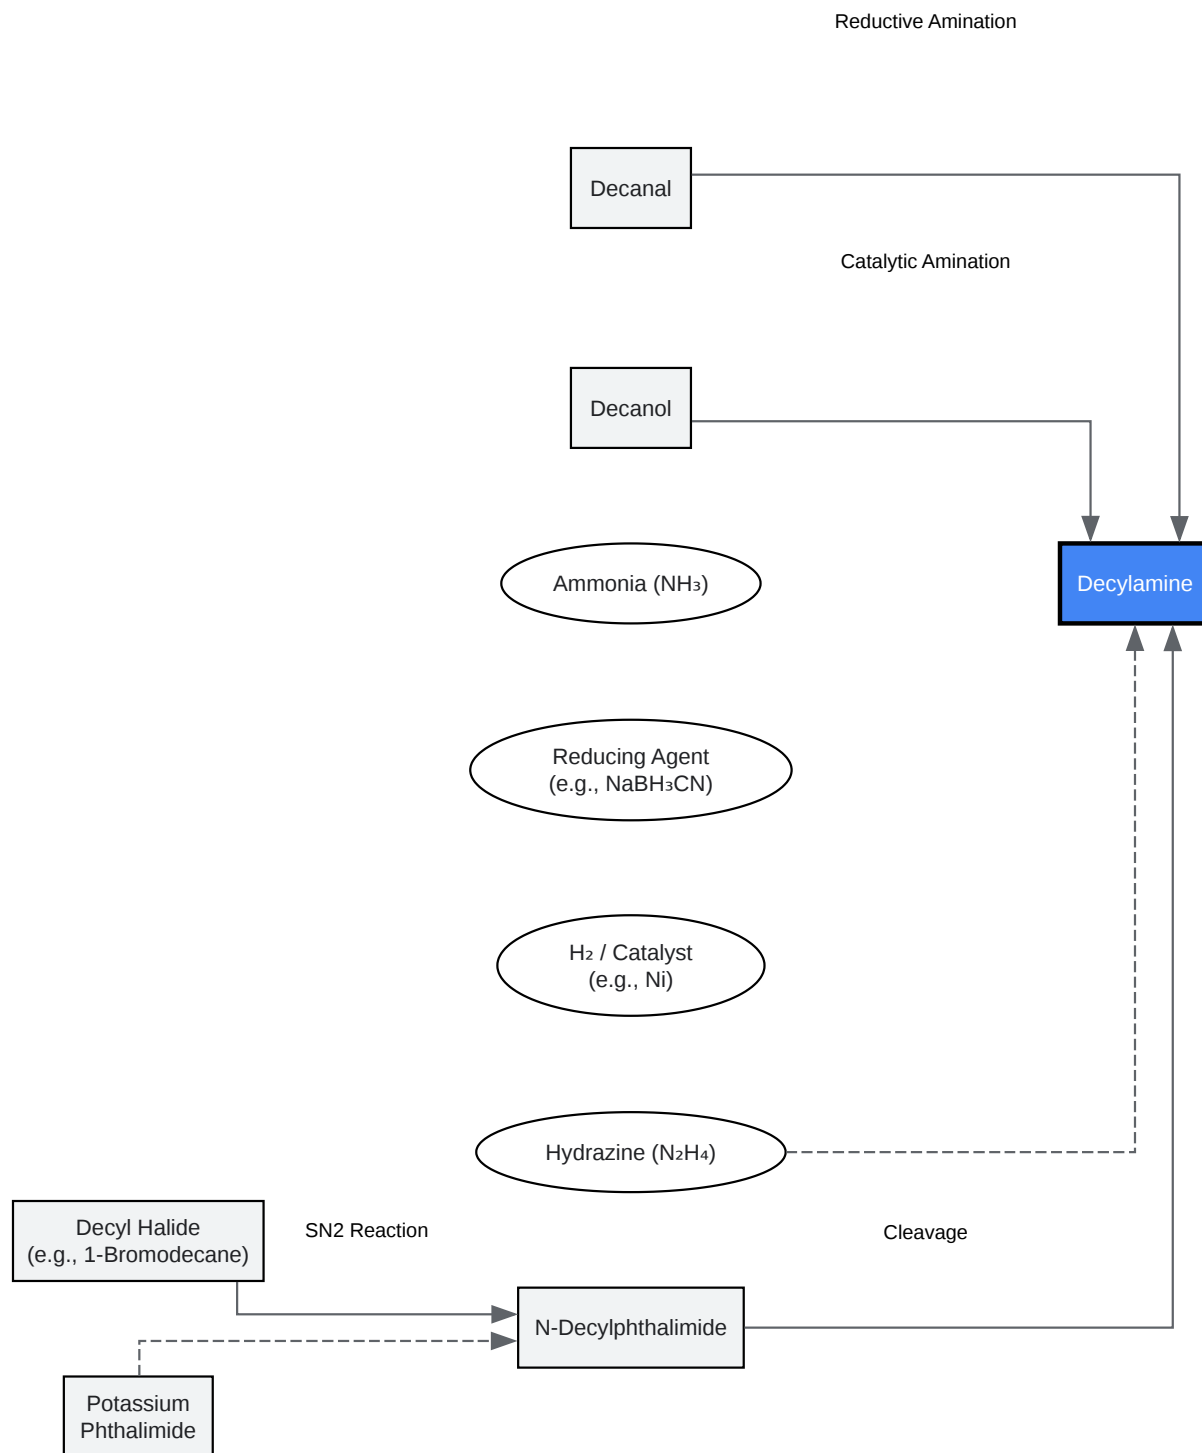 Reductive Amination
Decanal
Catalytic Amination
Decanol
Ammonia (NH₃)
Decylamine
Reducing Agent
(e.g., NaBH₃CN)
H₂ / Catalyst
(e.g., Ni)
Hydrazine (N₂H₄)
Decyl Halide
(e.g., 1-Bromodecane)
SN2 Reaction
Cleavage
N-Decylphthalimide
Potassium
Phthalimide